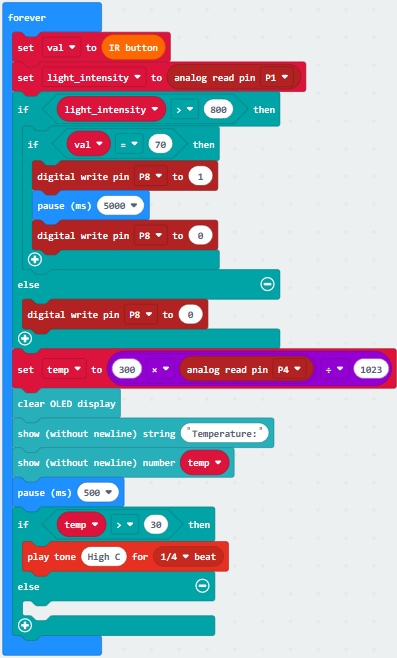 forever
set val to IR button
set light_intensity to analog read pin P1
if light_intensity > 800 then
if val = 70 then
digital write pin P8 to 1
pause (ms) 5000
digital write pin P8 to 0
else
digital write pin P8 to 0
set temp to 300 × analog read pin P4 ÷ 1023
clear OLED display
show (without newline) string "Temperature:"
show (without newline) number temp
pause (ms) 500
if temp > 30 then
play tone High C for 1/4 beat
else